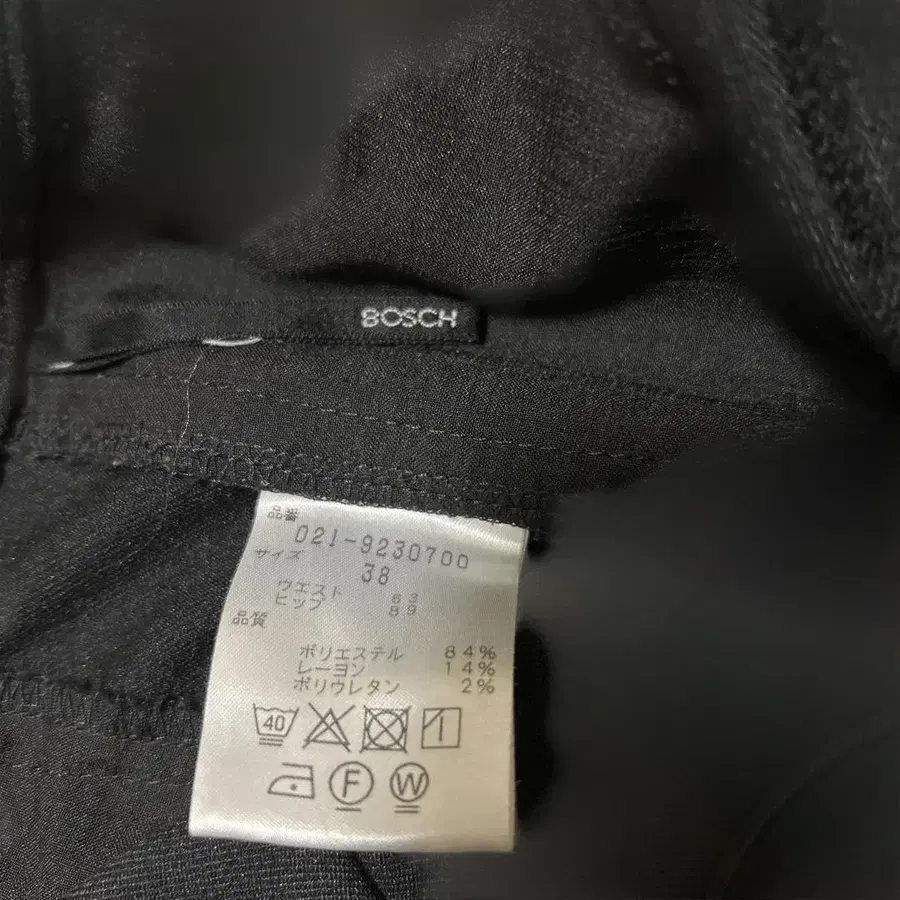 BOSCH
品番
021-9230700
サイズ
38
ウエスト 63
ヒップ 89
品質
ポリエステル 84%
レーヨン 14%
ポリウレタン 2%
40
F W